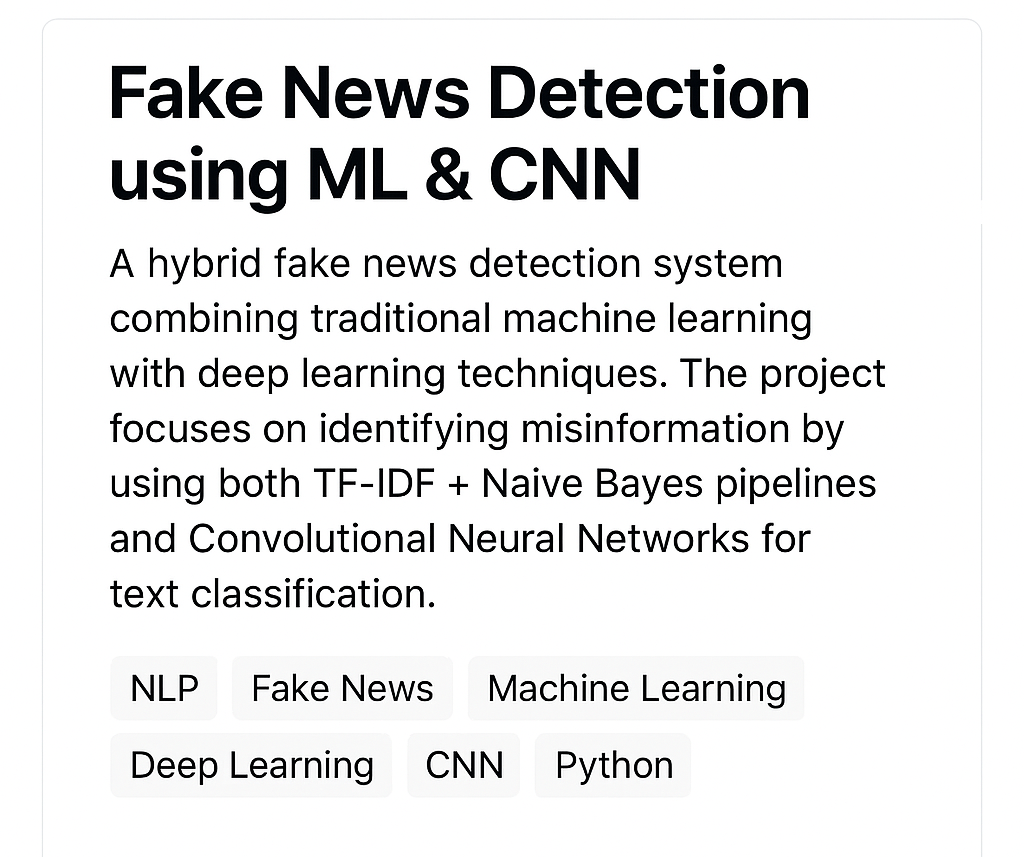 Fake News Detection
using ML & CNN
A hybrid fake news detection system
combining traditional machine learning
with deep learning techniques. The project
focuses on identifying misinformation by
using both TF-IDF + Naive Bayes pipelines
and Convolutional Neural Networks for
text classification.
NLP Fake News Machine Learning
Deep Learning CNN Python